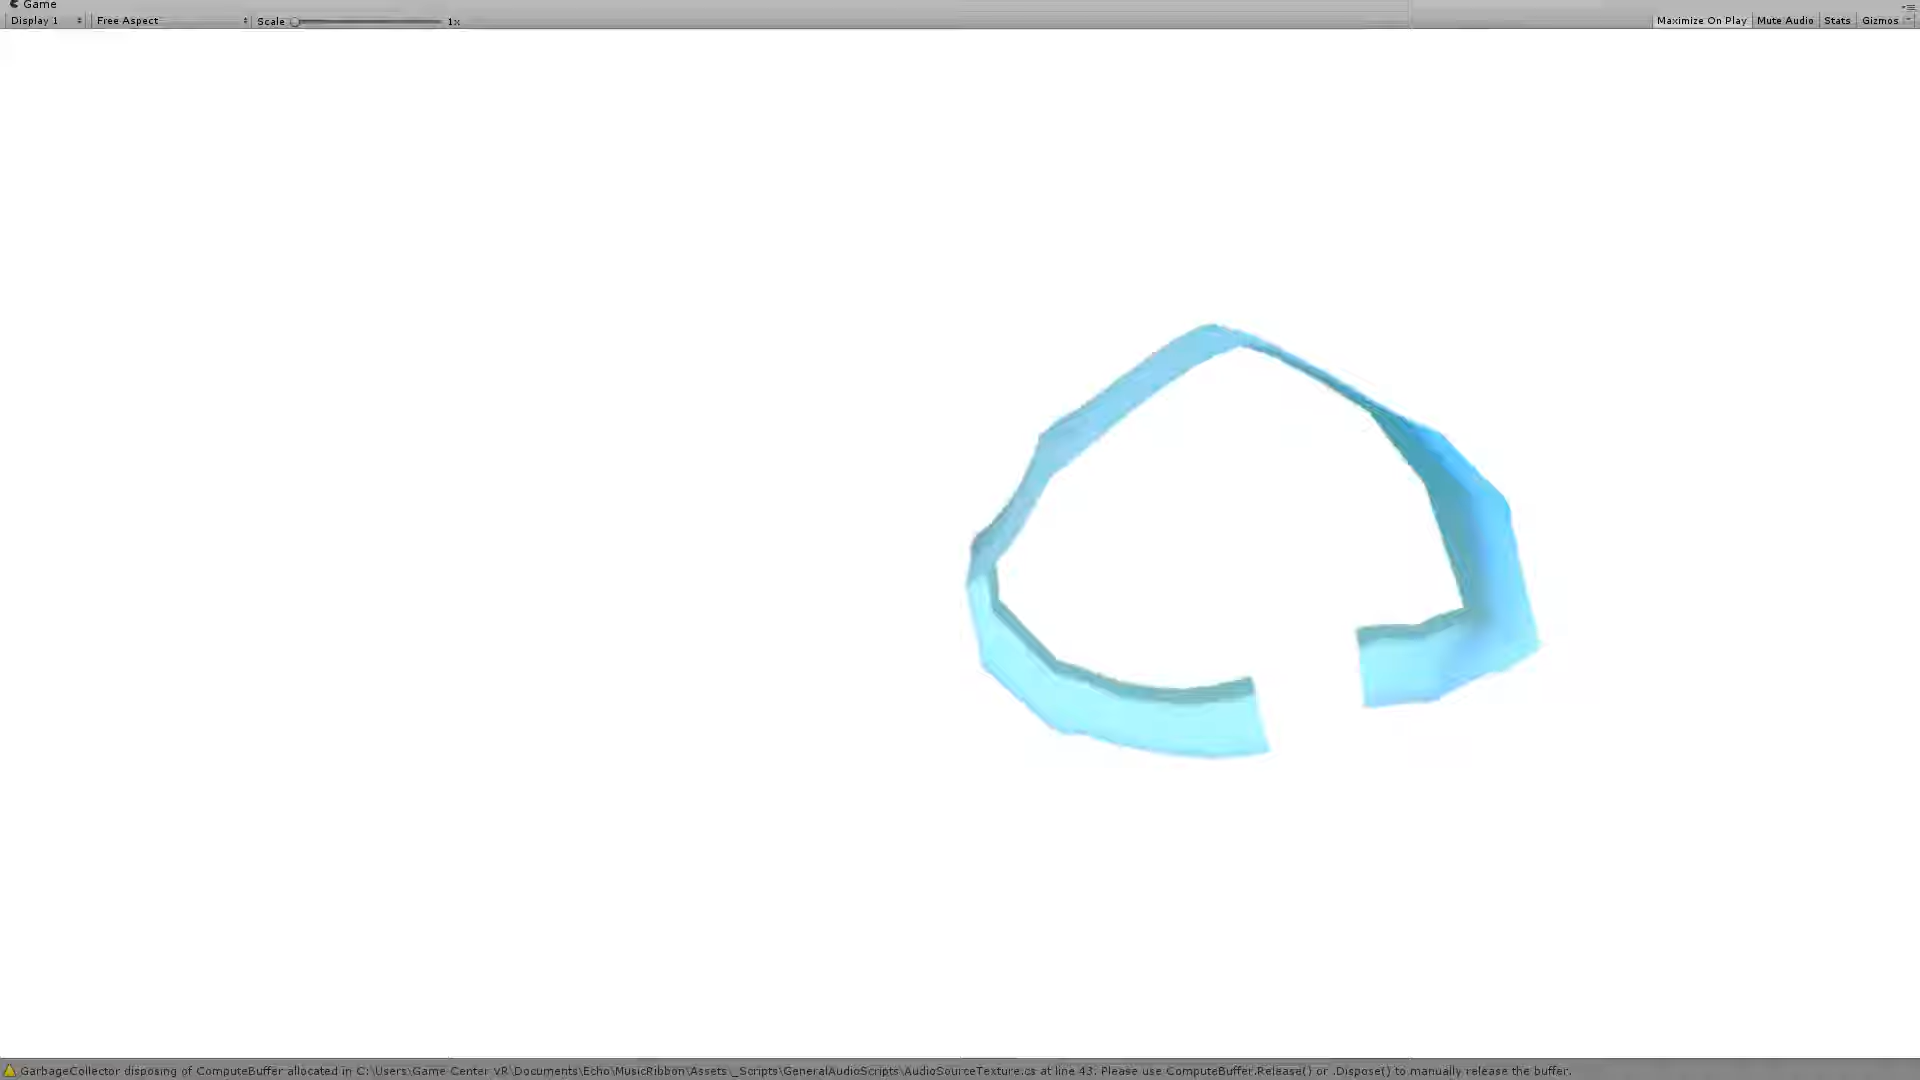 Game
Display 1 Free Aspect Scale 1x Maximize On Play Mute Audio Stats Gizmos
GarbageCollector disposing of ComputeBuffer allocated in C:\Users\Game Center VR\Documents\Echo\MusicRibbon\Assets\_Scripts\GeneralAudioScripts\AudioSourceTexture.cs at line 43. Please use ComputeBuffer.Release() or .Dispose() to manually release the buffer.